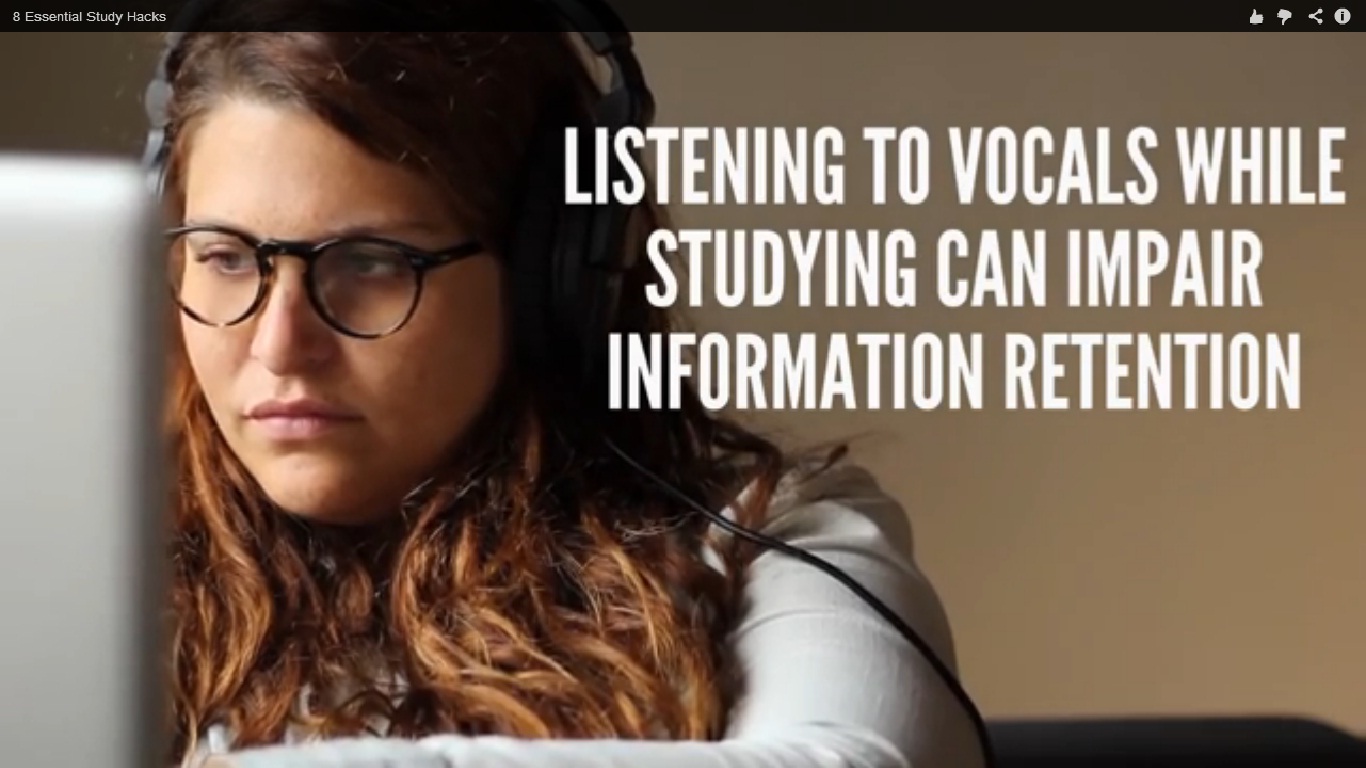 8 Essential Study Hacks
LISTENING TO VOCALS WHILE
STUDYING CAN IMPAIR
INFORMATION RETENTION